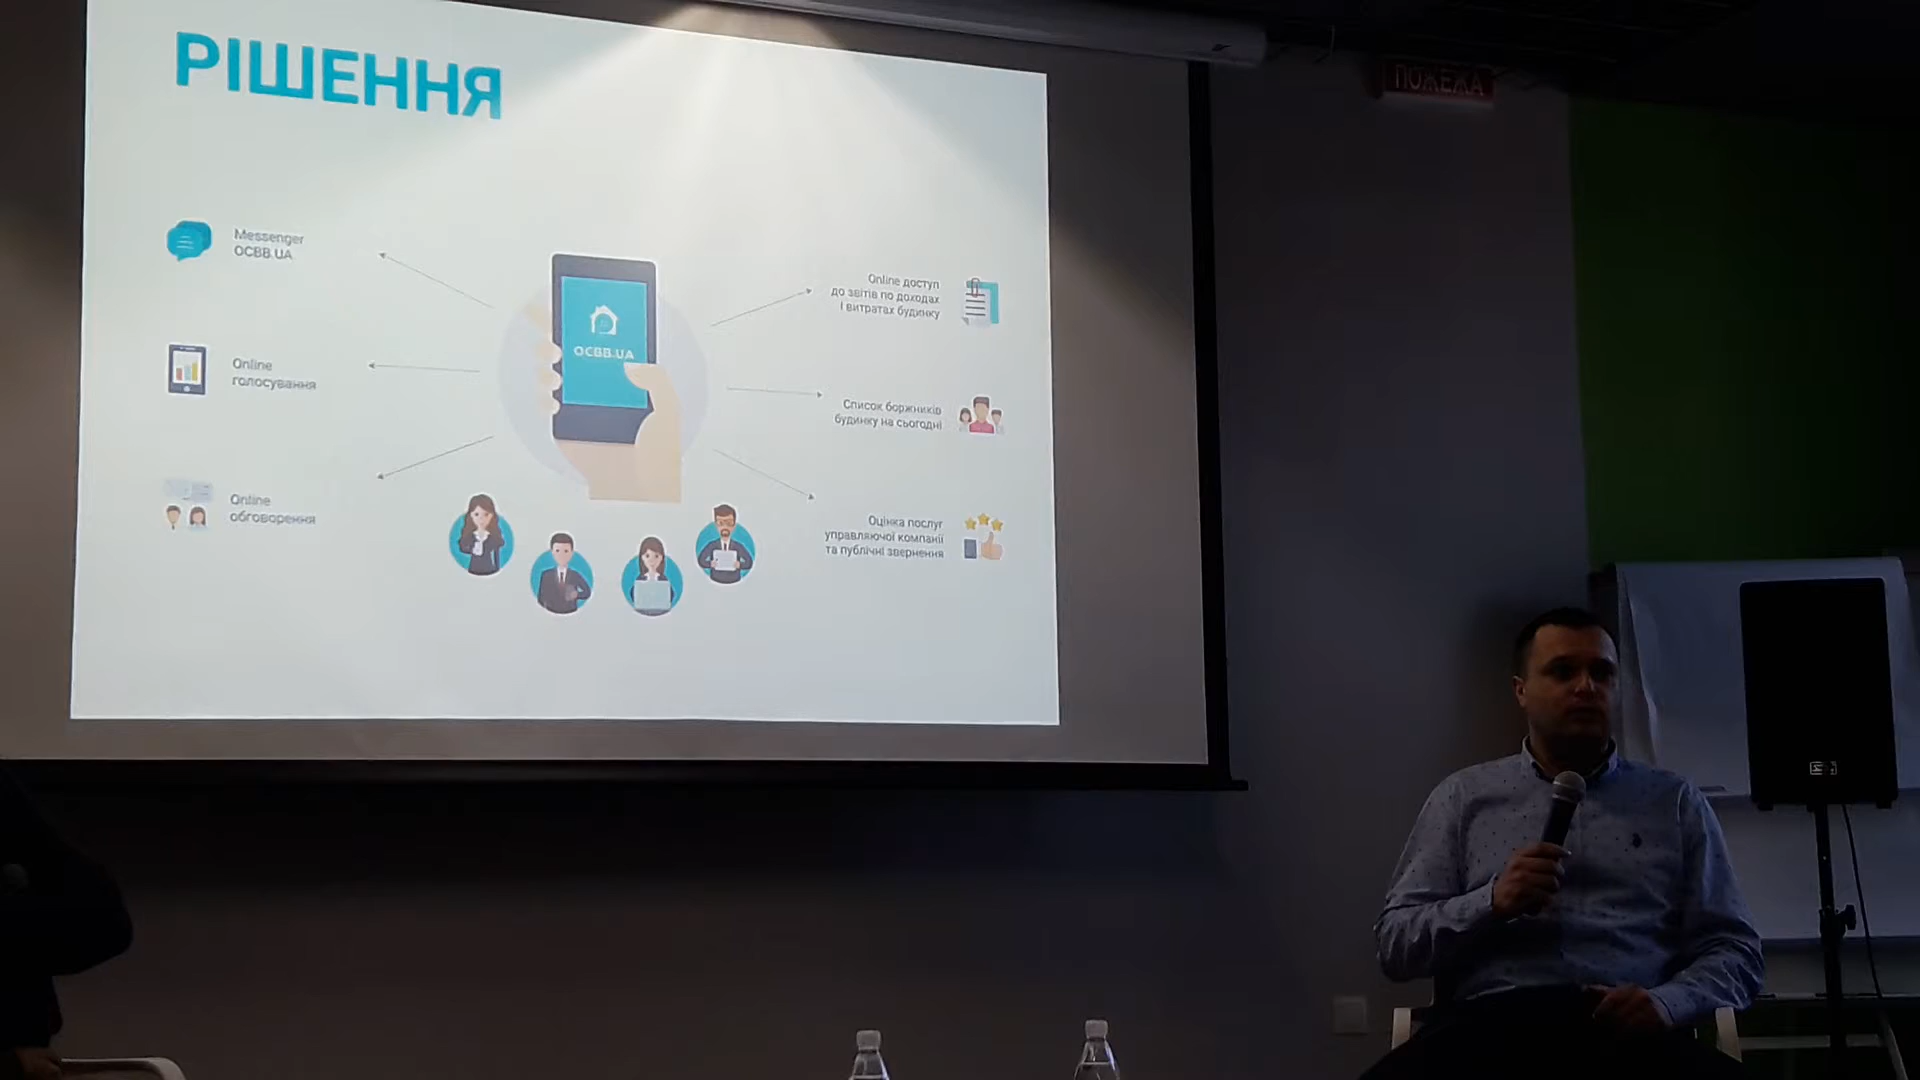 РІШЕННЯ
Messenger
OCBB.UA
Online
голосування
Online
обговорення
OCBB.UA
Online доступ
до звітів по доходах
і витратах будинку
Список боржників
будинку на сьогодні
Оцінка послуг
управляючої компанії
та публічні звернення
ПОЖЕЖА